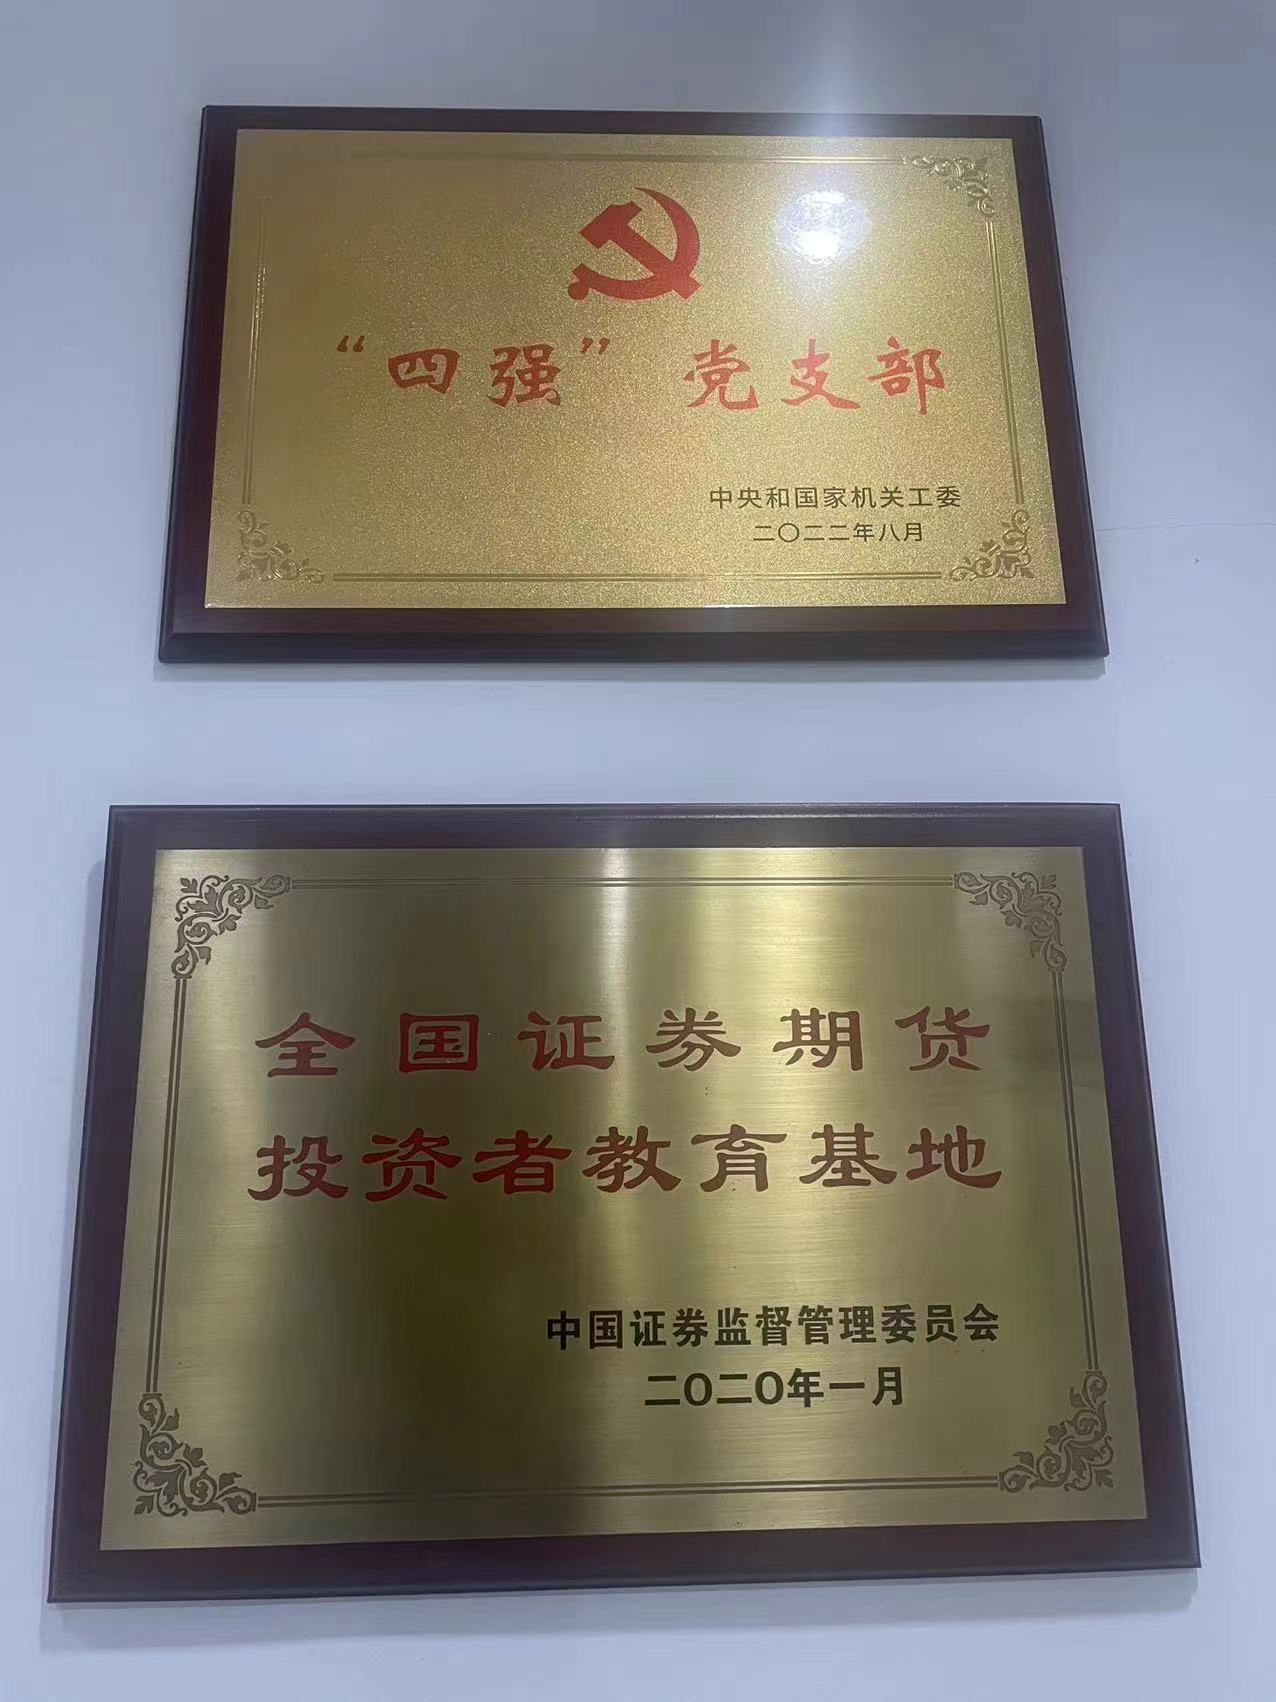 “四强” 党支部
中央和国家机关工委
二〇二二年八月
全国证券期货
投资者教育基地
中国证券监督管理委员会
二〇二〇年一月